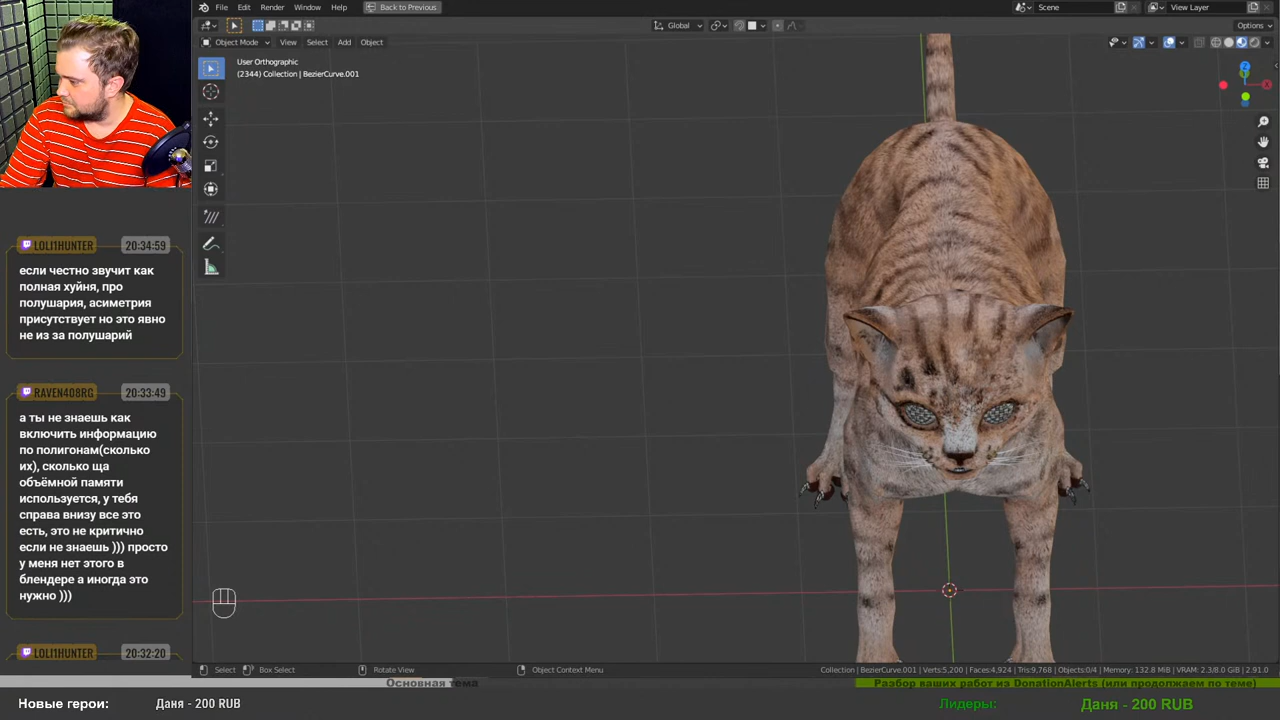 File Edit Render Window Help Back to Previous Scene View Layer
Global Options
Object Mode View Select Add Object
User Orthographic
(2344) Collection | BezierCurve.001
LOLI1HUNTER 20:34:59
если честно звучит как
полная хуйня, про
полушария, асиметрия
присутствует но это явно
не из за полушарий
RAVEN408RG 20:33:49
а ты не знаешь как
включить информацию
по полигонам(сколько
их), сколько ща
объёмной памяти
используется, у тебя
справа внизу все это
есть, это не критично
если не знаешь ))) просто
у меня нет этого в
блендере а иногда это
нужно )))
LOLI1HUNTER 20:32:20
Select Box Select Rotate View Object Context Menu Collection | BezierCurve.001 | Verts:5,200 | Faces:4,924 | Tris:9,768 | Objects:0/4 | Memory: 132.8 MiB | VRAM: 2.3/8.0 GiB | 2.91.0
Основная тема Разбор ваших работ из DonationAlerts (или продолжаем по теме)
Новые герои: Даня - 200 RUB Лидеры: Даня - 200 RUB